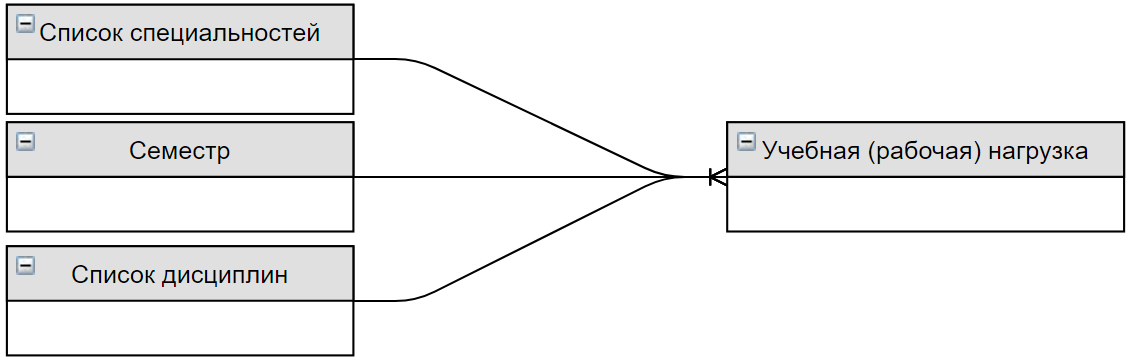 Список специальностей
Семестр
Учебная (рабочая) нагрузка
Список дисциплин